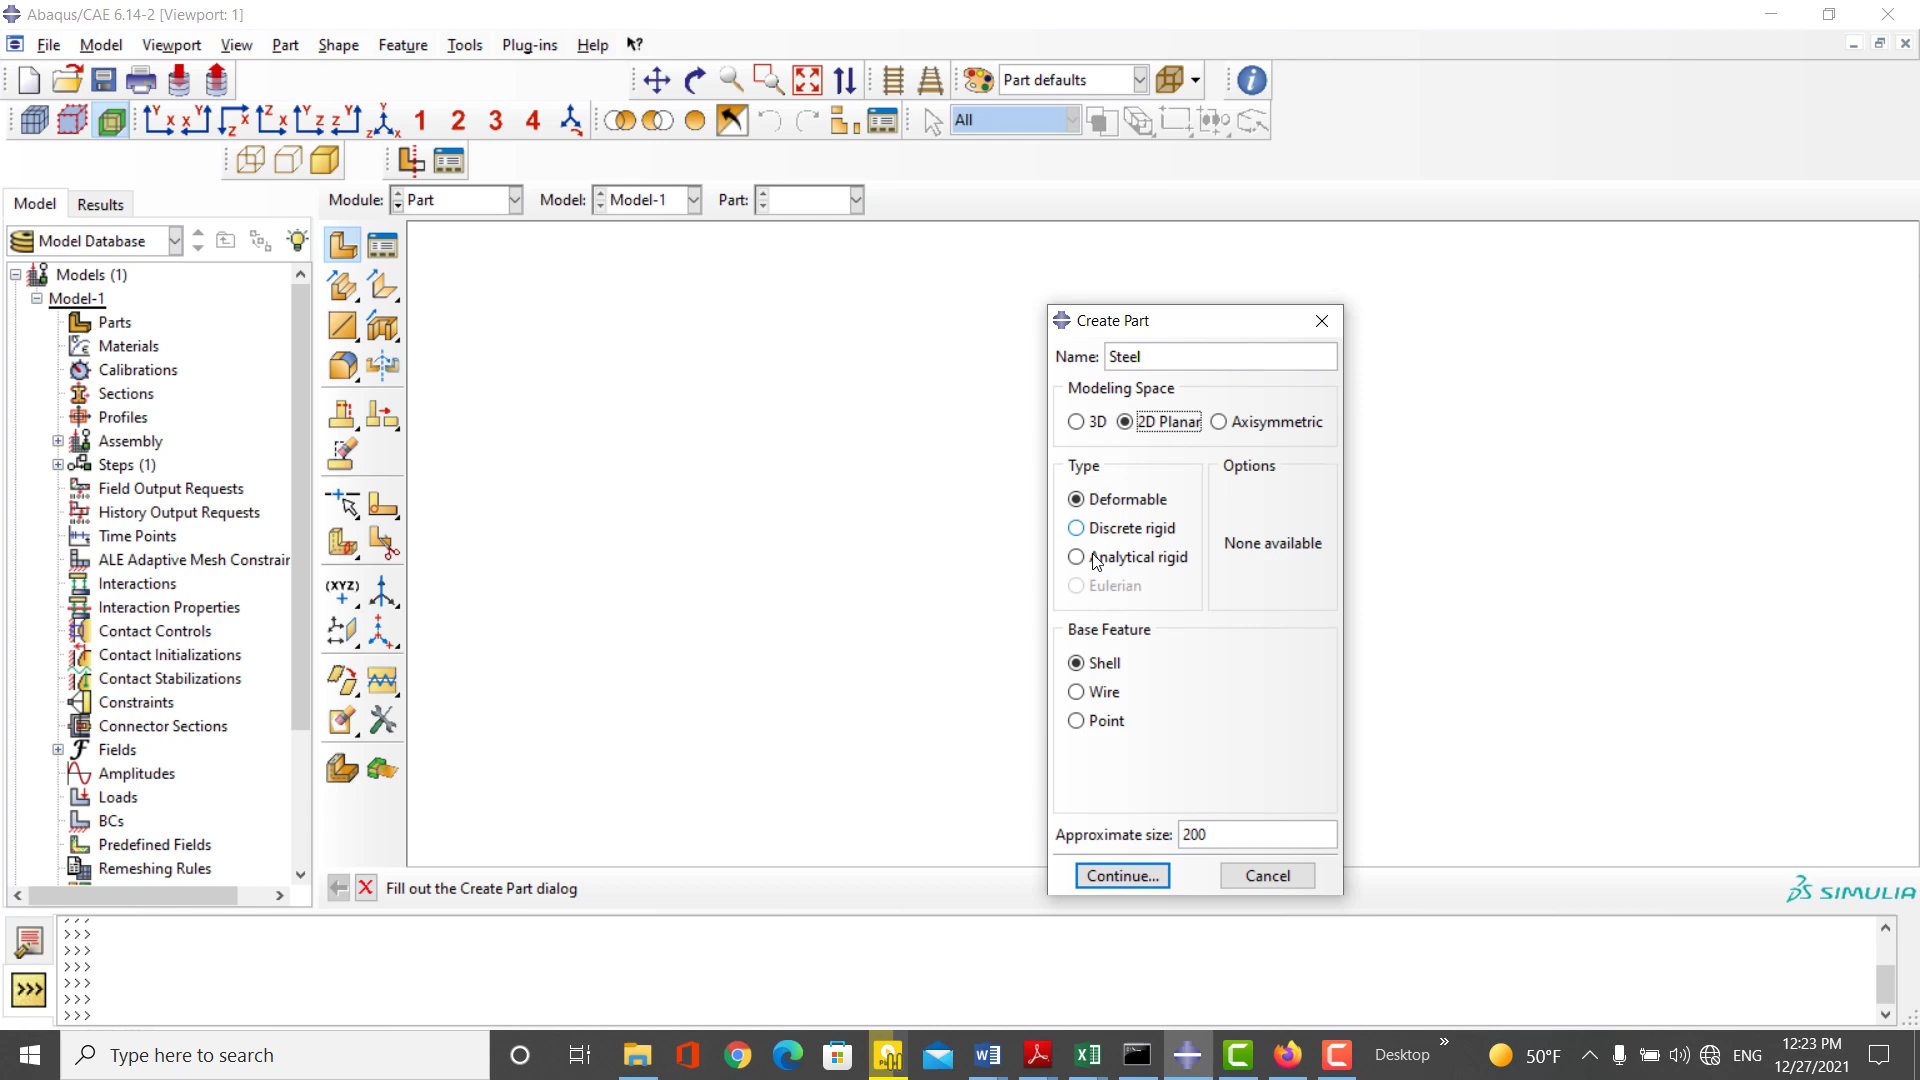 Abaqus/CAE 6.14-2 [Viewport: 1]
File Model Viewport View Part Shape Feature Tools Plug-ins Help
Part defaults
1 2 3 4
All
Model Results
Module: Part Model: Model-1 Part:
Model Database
Models (1)
Model-1
Parts
Materials
Calibrations
Sections
Profiles
Assembly
Steps (1)
Field Output Requests
History Output Requests
Time Points
ALE Adaptive Mesh Constrair
Interactions
Interaction Properties
Contact Controls
Contact Initializations
Contact Stabilizations
Constraints
Connector Sections
Fields
Amplitudes
Loads
BCs
Predefined Fields
Remeshing Rules
(XYZ)
Create Part
Name: Steel
Modeling Space
3D 2D Planar Axisymmetric
Type
Deformable
Discrete rigid
Analytical rigid
Eulerian
Options
None available
Base Feature
Shell
Wire
Point
Approximate size: 200
Continue... Cancel
Fill out the Create Part dialog
SIMULIA
>>>
>>>
>>>
>>>
>>>
>>>
>>>
Type here to search
Desktop
50°F
ENG
12:23 PM
12/27/2021